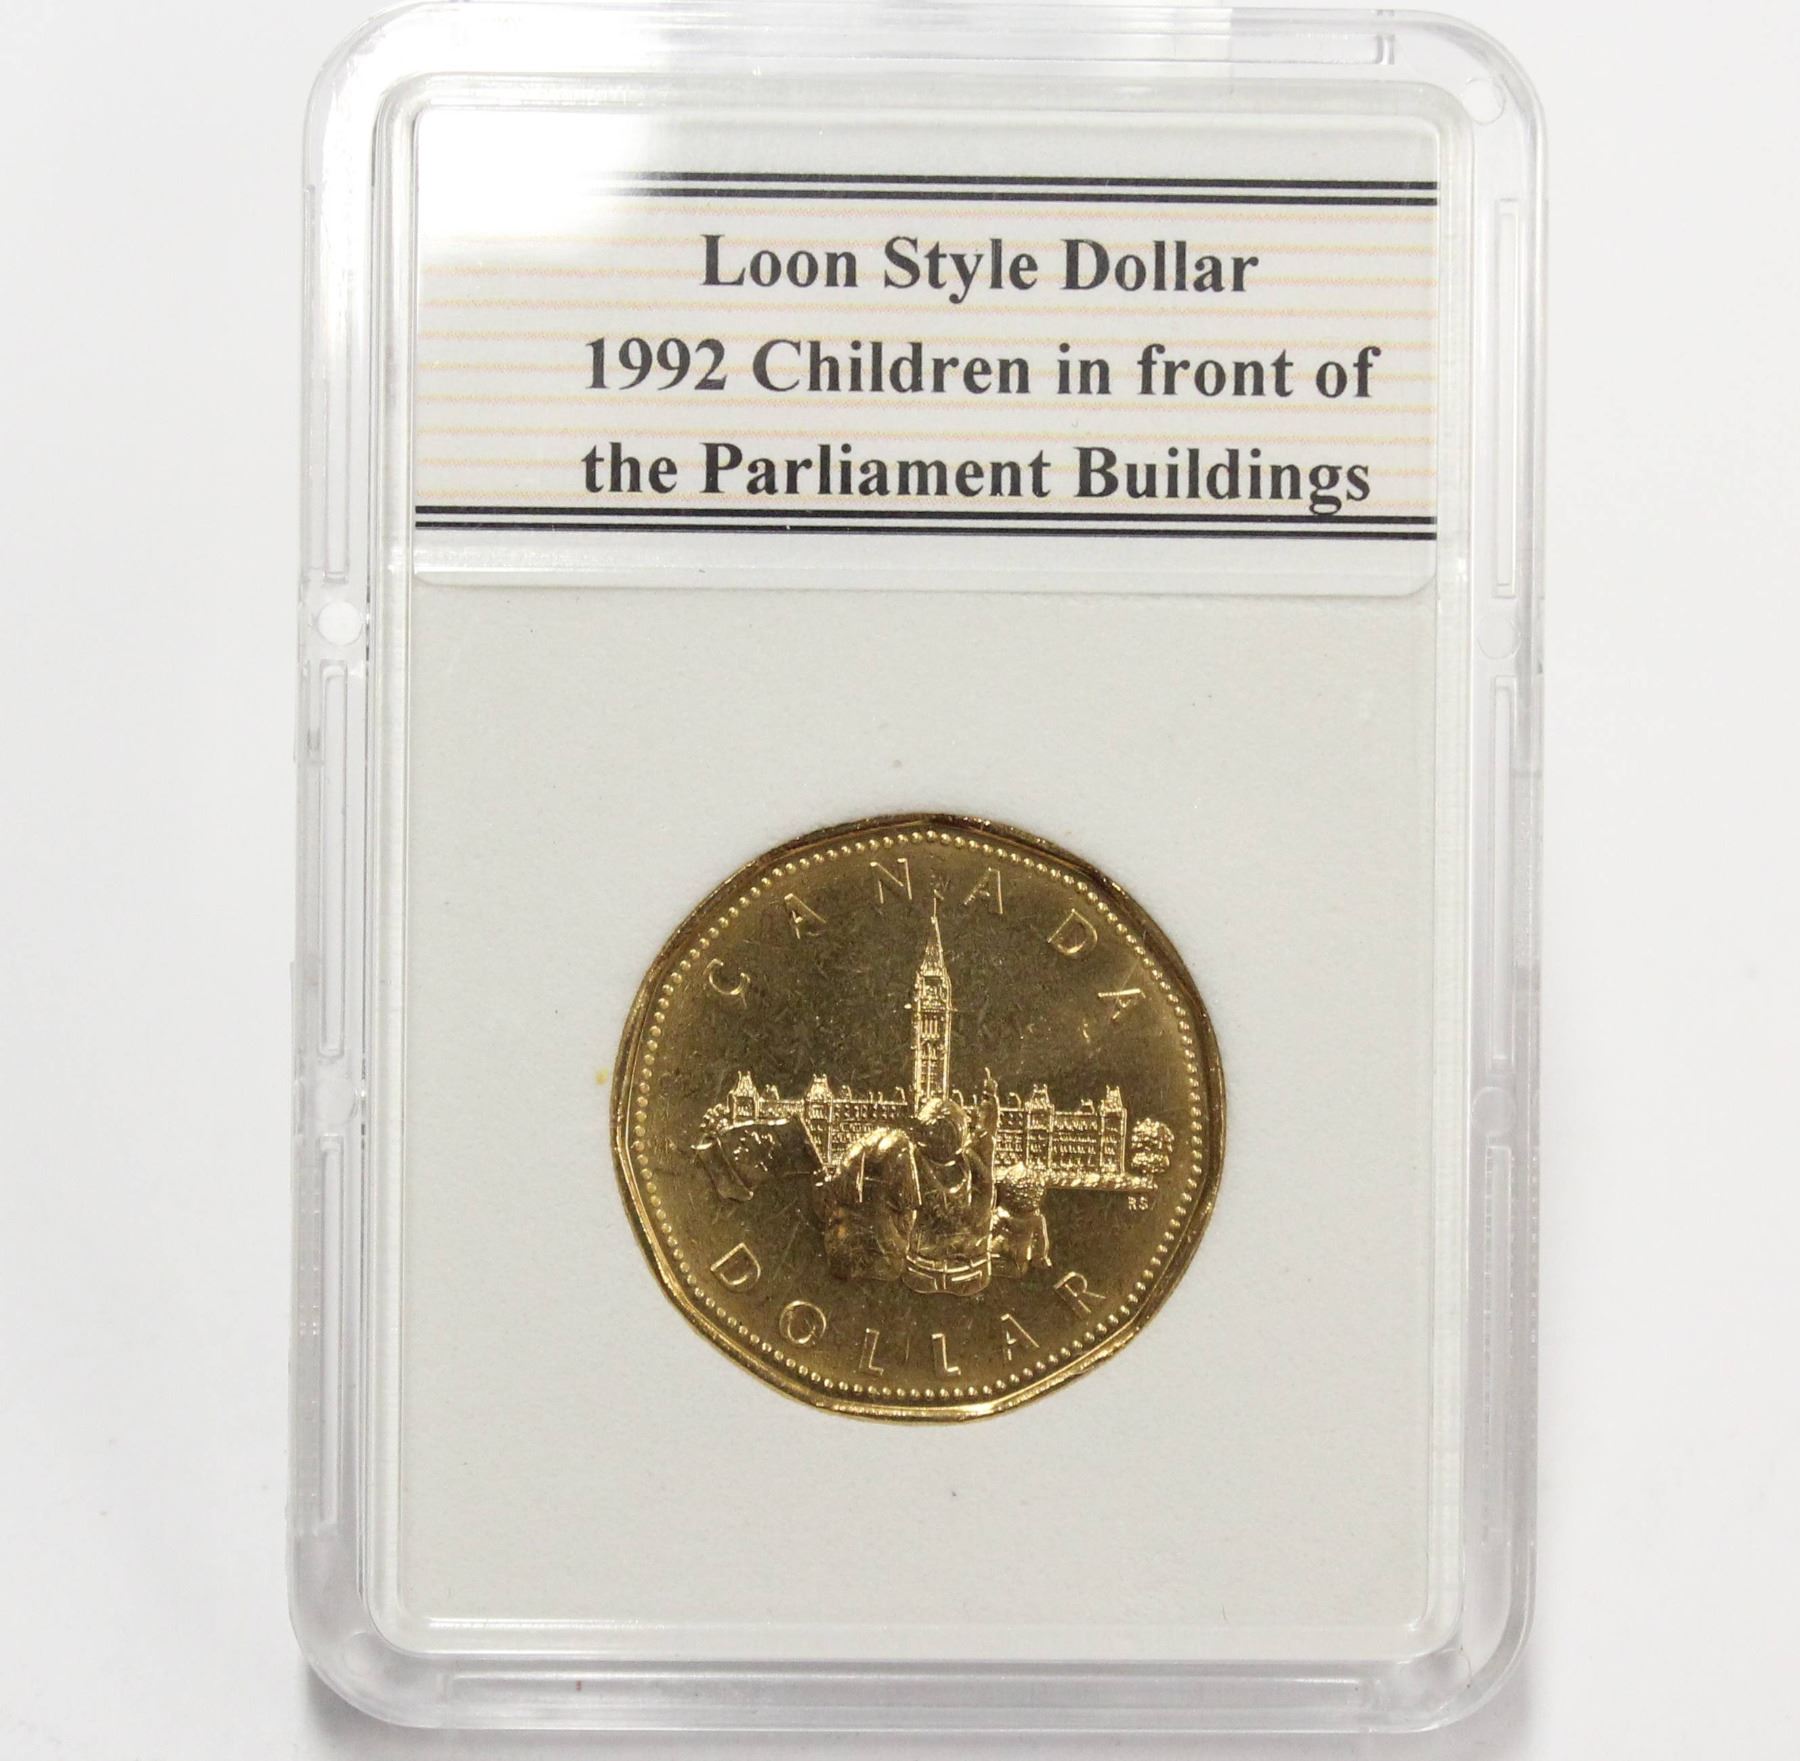 Loon Style Dollar
1992 Children in front of
the Parliament Buildings
CANADA
RS
DOLLAR